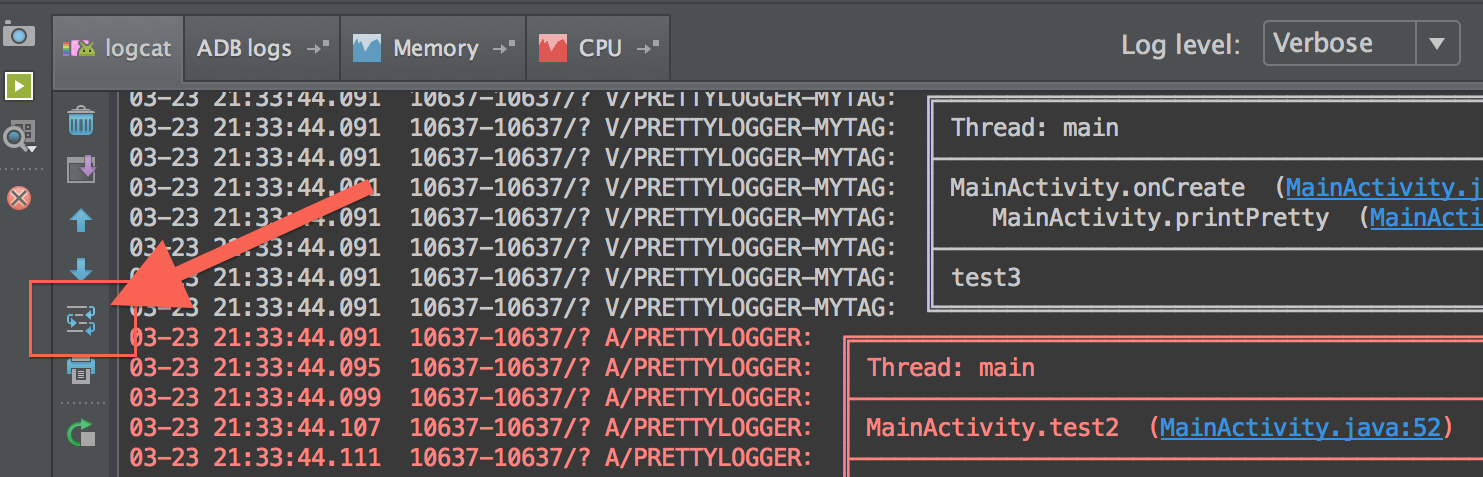 logcat ADB logs Memory CPU Log level: Verbose
03-23 21:33:44.091 10637-10637/? V/PRETTYLOGGER-MYTAG:
03-23 21:33:44.091 10637-10637/? V/PRETTYLOGGER-MYTAG: Thread: main
03-23 21:33:44.091 10637-10637/? V/PRETTYLOGGER-MYTAG:
03-23 21:33:44.091 10637-10637/? V/PRETTYLOGGER-MYTAG: MainActivity.onCreate (MainActivity.j
03-23 21:33:44.091 10637-10637/? V/PRETTYLOGGER-MYTAG: MainActivity.printPretty (MainActi
03-23 21:33:44.091 10637-10637/? V/PRETTYLOGGER-MYTAG:
03-23 21:33:44.091 10637-10637/? V/PRETTYLOGGER-MYTAG: test3
03-23 21:33:44.091 10637-10637/? V/PRETTYLOGGER-MYTAG:
03-23 21:33:44.091 10637-10637/? A/PRETTYLOGGER:
03-23 21:33:44.095 10637-10637/? A/PRETTYLOGGER: Thread: main
03-23 21:33:44.099 10637-10637/? A/PRETTYLOGGER:
03-23 21:33:44.107 10637-10637/? A/PRETTYLOGGER: MainActivity.test2 (MainActivity.java:52)
03-23 21:33:44.111 10637-10637/? A/PRETTYLOGGER: